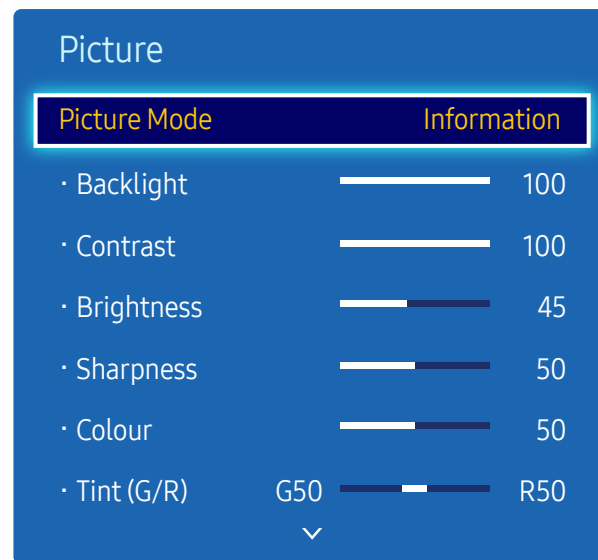 Picture
Picture Mode Information
· Backlight 100
· Contrast 100
· Brightness 45
· Sharpness 50
· Colour 50
· Tint (G/R) G50 R50